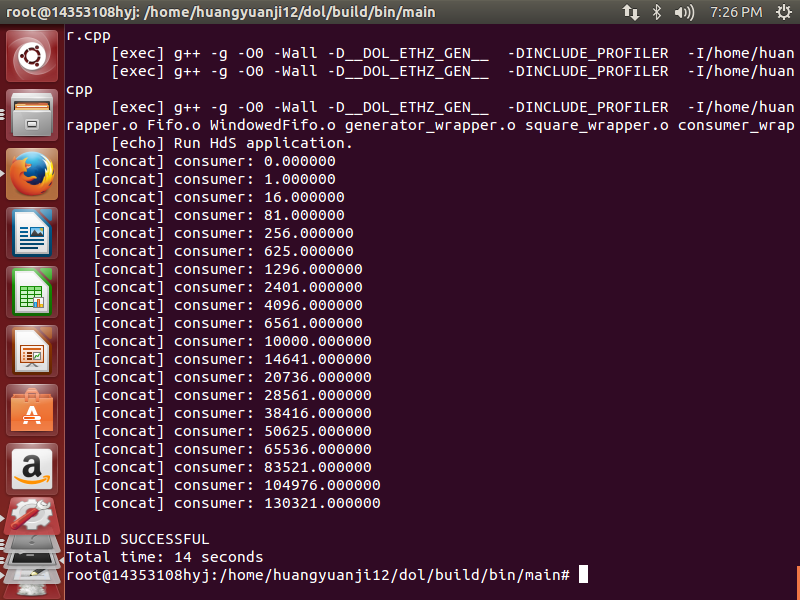 root@14353108hyj: /home/huangyuanji12/dol/build/bin/main 7:26 PM
r.cpp
[exec] g++ -g -O0 -Wall -D__DOL_ETHZ_GEN__ -DINCLUDE_PROFILER -I/home/huan
[exec] g++ -g -O0 -Wall -D__DOL_ETHZ_GEN__ -DINCLUDE_PROFILER -I/home/huan
cpp
[exec] g++ -g -O0 -Wall -D__DOL_ETHZ_GEN__ -DINCLUDE_PROFILER -I/home/huan
rapper.o Fifo.o WindowedFifo.o generator_wrapper.o square_wrapper.o consumer_wrap
[echo] Run HdS application.
[concat] consumer: 0.000000
[concat] consumer: 1.000000
[concat] consumer: 16.000000
[concat] consumer: 81.000000
[concat] consumer: 256.000000
[concat] consumer: 625.000000
[concat] consumer: 1296.000000
[concat] consumer: 2401.000000
[concat] consumer: 4096.000000
[concat] consumer: 6561.000000
[concat] consumer: 10000.000000
[concat] consumer: 14641.000000
[concat] consumer: 20736.000000
[concat] consumer: 28561.000000
[concat] consumer: 38416.000000
[concat] consumer: 50625.000000
[concat] consumer: 65536.000000
[concat] consumer: 83521.000000
[concat] consumer: 104976.000000
[concat] consumer: 130321.000000
BUILD SUCCESSFUL
Total time: 14 seconds
root@14353108hyj:/home/huangyuanji12/dol/build/bin/main#